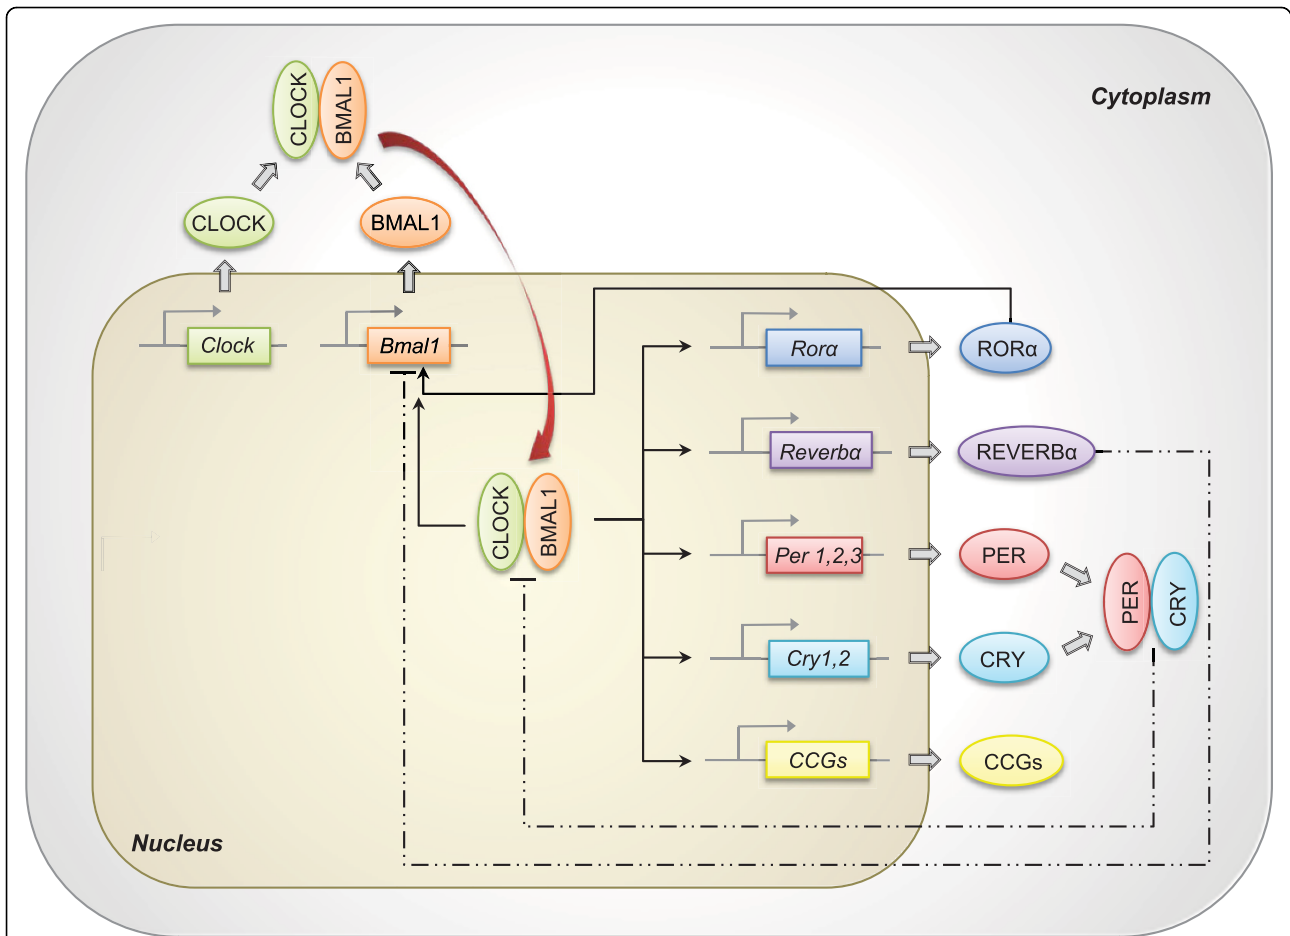 Cytoplasm
CLOCK
BMAL1
CLOCK
BMAL1
Clock
Bmal1
Rorα
RORα
Reverbα
REVERBα
CLOCK
BMAL1
Per 1,2,3
PER
PER
CRY
Cry1,2
CRY
CCGs
CCGs
Nucleus